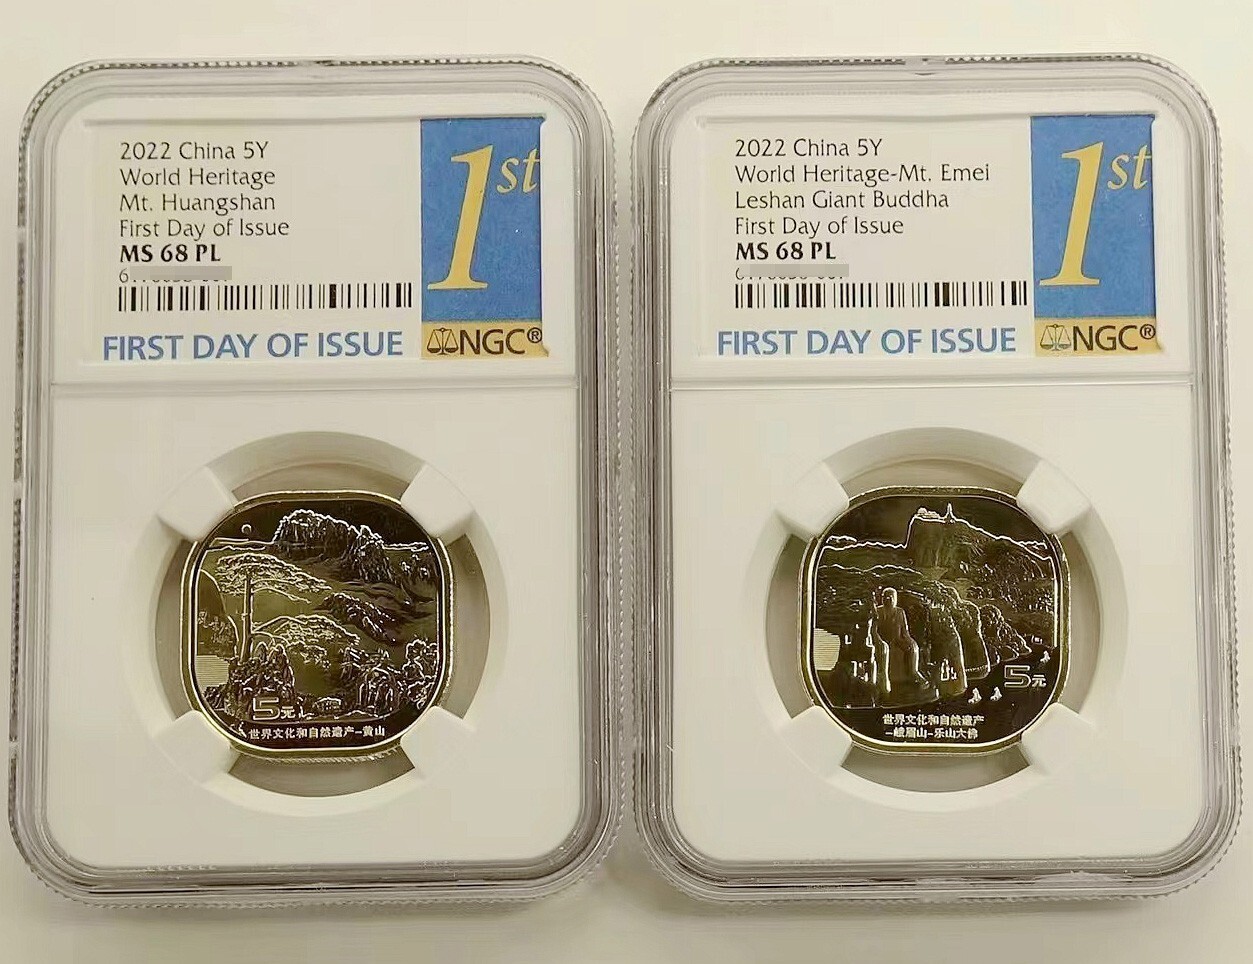 2022 China 5Y
World Heritage
Mt. Huangshan
First Day of Issue
MS 68 PL
1st
FIRST DAY OF ISSUE
NGC®
5元
世界文化和自然遗产-黄山
2022 China 5Y
World Heritage-Mt. Emei
Leshan Giant Buddha
First Day of Issue
MS 68 PL
1st
FIRST DAY OF ISSUE
NGC®
5元
世界文化和自然遗产
-峨眉山-乐山大佛